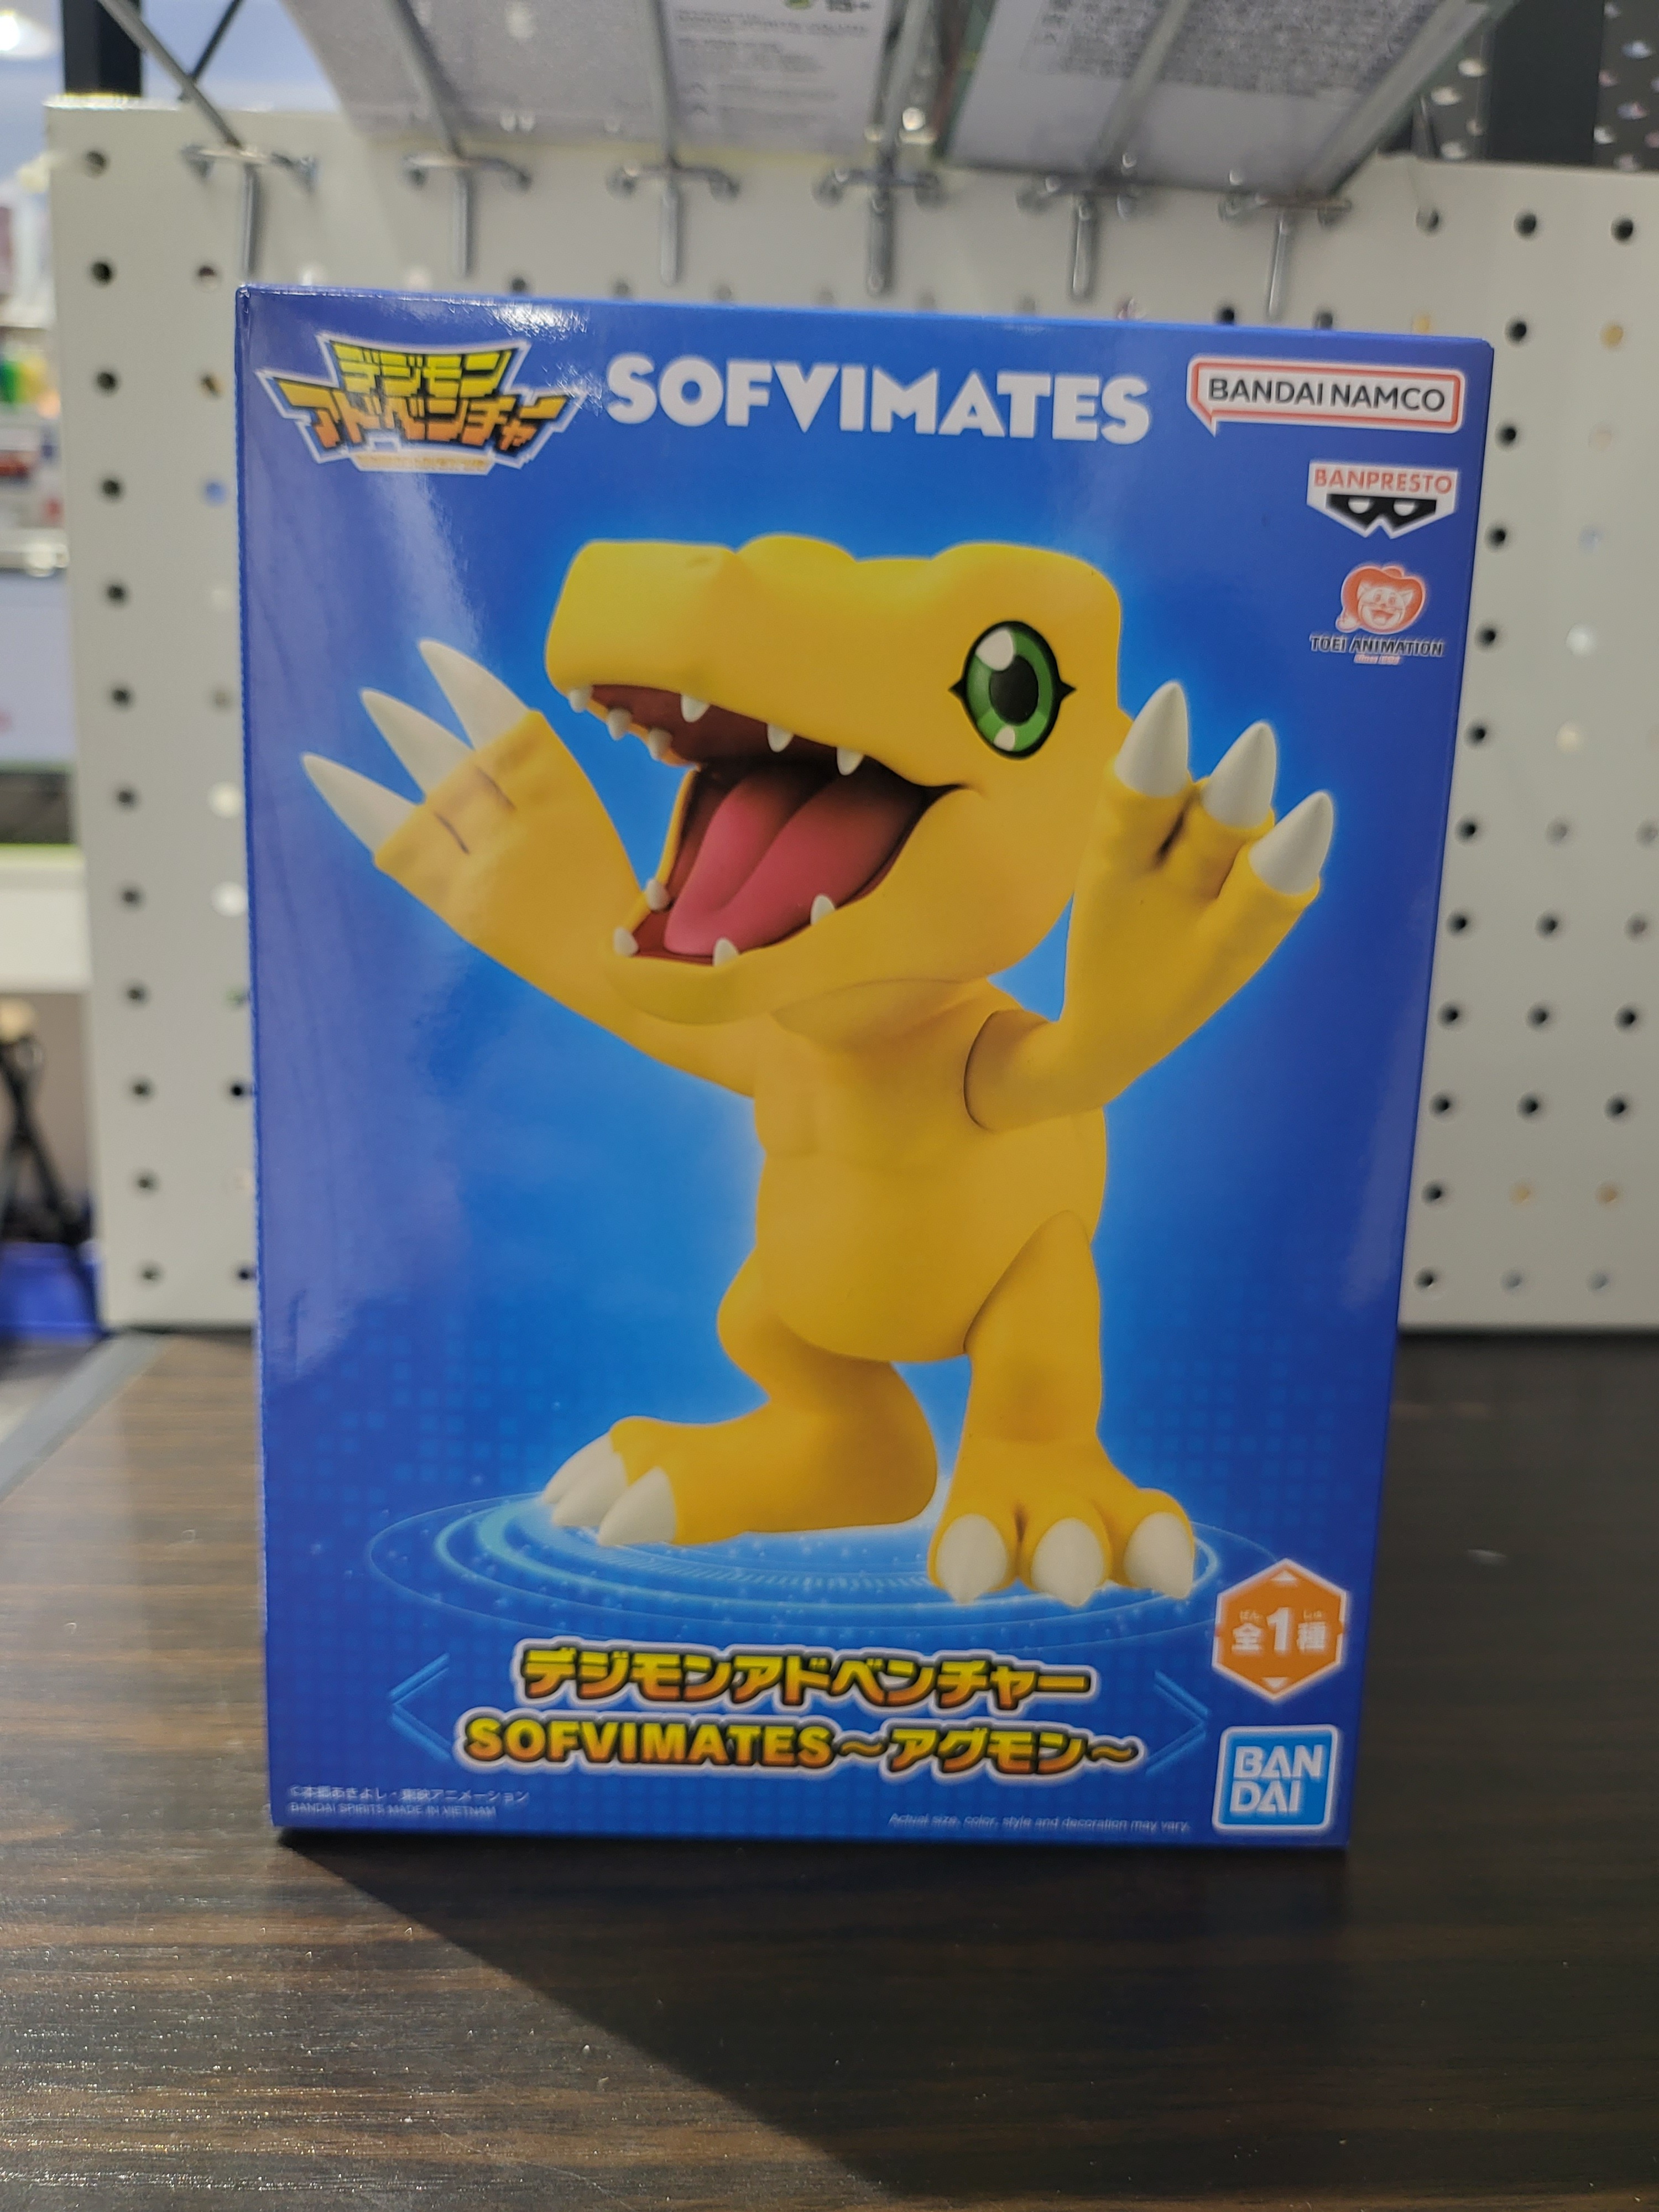 デジモン
アドベンチャー
SOFVIMATES
BANDAI NAMCO
BANPRESTO
TOEI ANIMATION
全1種
デジモンアドベンチャー
SOFVIMATES～アグモン～
©本郷あきよし・東映アニメーション
BANDAI SPIRITS MADE IN VIETNAM
Actual size, color, style and decoration may vary.
BAN
DAI